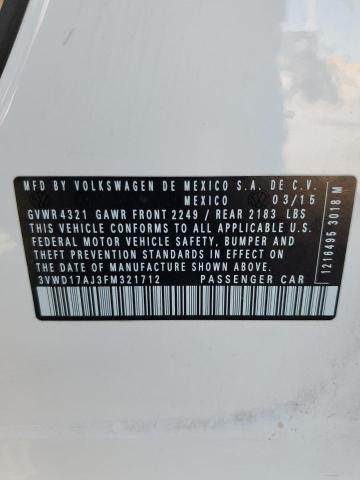 MFD BY VOLKSWAGEN DE MEXICO S.A. DE C.V.
MEXICO 03/15
GVWR 4321 GAWR FRONT 2249 / REAR 2183 LBS
THIS VEHICLE CONFORMS TO ALL APPLICABLE U.S.
FEDERAL MOTOR VEHICLE SAFETY, BUMPER AND
THEFT PREVENTION STANDARDS IN EFFECT ON THE
DATE OF MANUFACTURE SHOWN ABOVE
3VWD17AJ3FM321712 PASSENGER CAR
1216495 3018 M